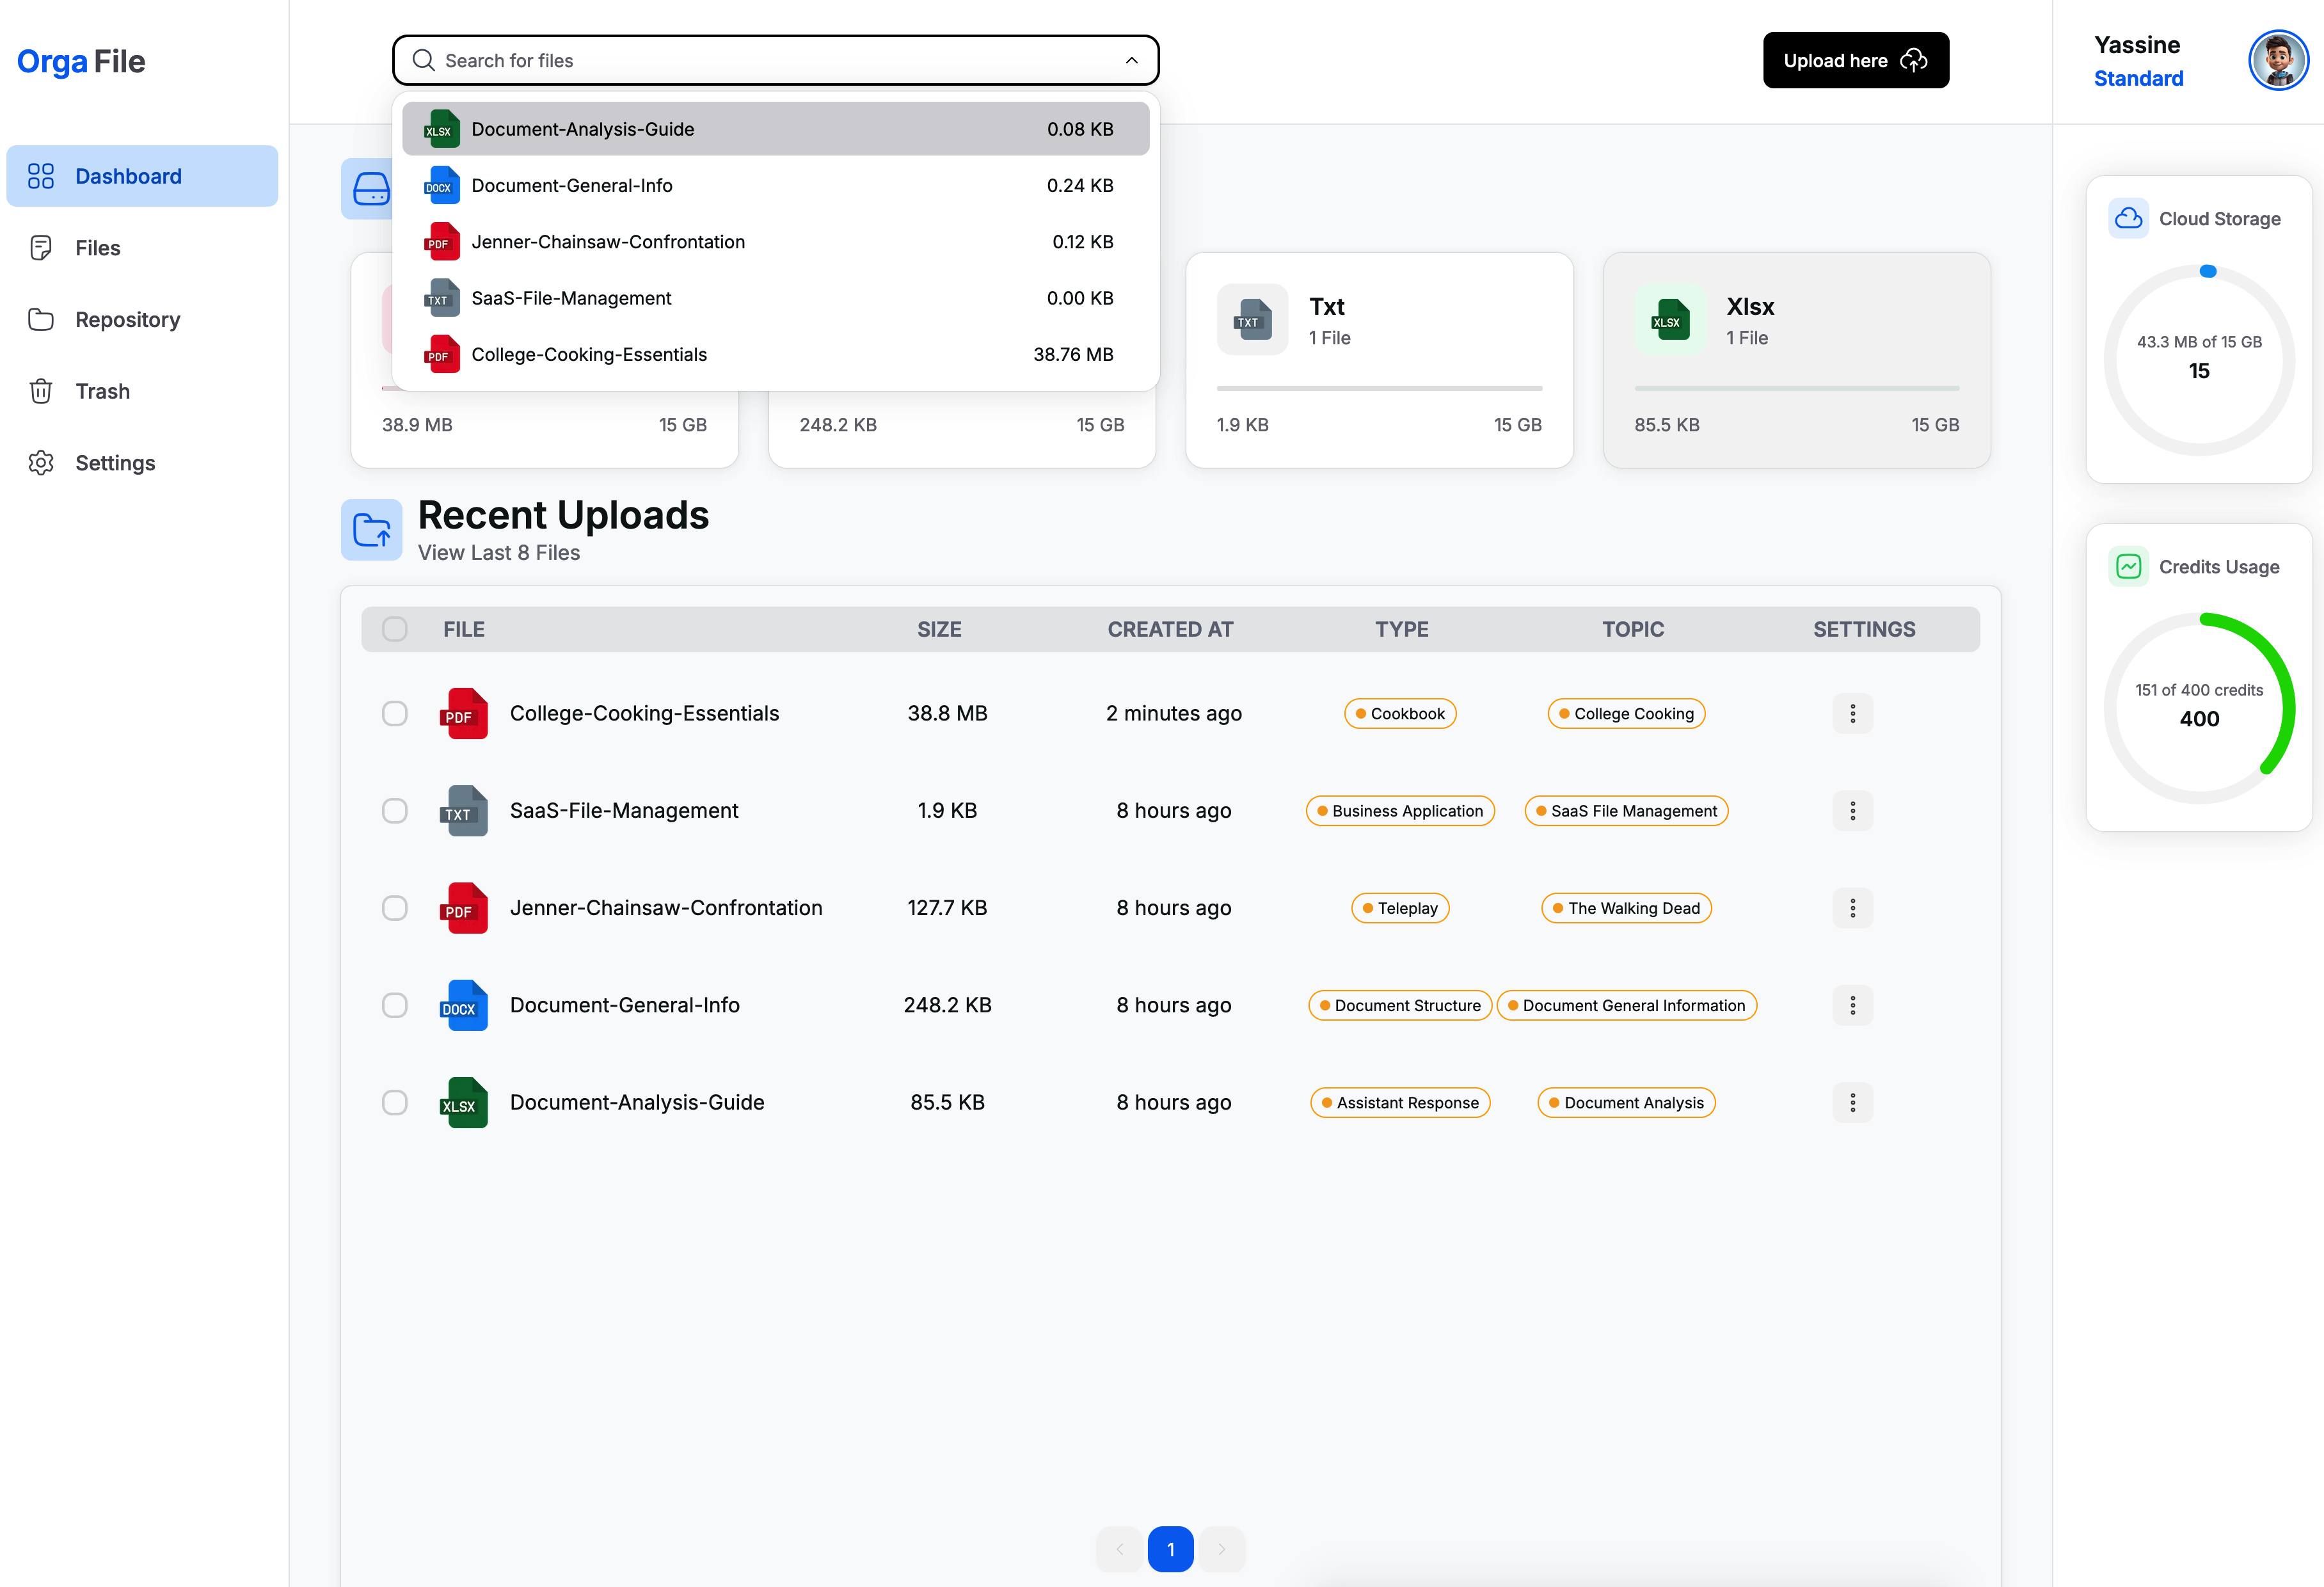 Orga File
Dashboard
Files
Repository
Trash
Settings
Search for files
Upload here
Yassine
Standard
XLSX Document-Analysis-Guide 0.08 KB
DOCX Document-General-Info 0.24 KB
PDF Jenner-Chainsaw-Confrontation 0.12 KB
TXT SaaS-File-Management 0.00 KB
PDF College-Cooking-Essentials 38.76 MB
38.9 MB 15 GB
248.2 KB 15 GB
TXT
Txt
1 File
1.9 KB 15 GB
XLSX
Xlsx
1 File
85.5 KB 15 GB
Cloud Storage
43.3 MB of 15 GB
15
Credits Usage
151 of 400 credits
400
Recent Uploads
View Last 8 Files
FILE SIZE CREATED AT TYPE TOPIC SETTINGS
PDF College-Cooking-Essentials 38.8 MB 2 minutes ago Cookbook College Cooking
TXT SaaS-File-Management 1.9 KB 8 hours ago Business Application SaaS File Management
PDF Jenner-Chainsaw-Confrontation 127.7 KB 8 hours ago Teleplay The Walking Dead
DOCX Document-General-Info 248.2 KB 8 hours ago Document Structure Document General Information
XLSX Document-Analysis-Guide 85.5 KB 8 hours ago Assistant Response Document Analysis
1